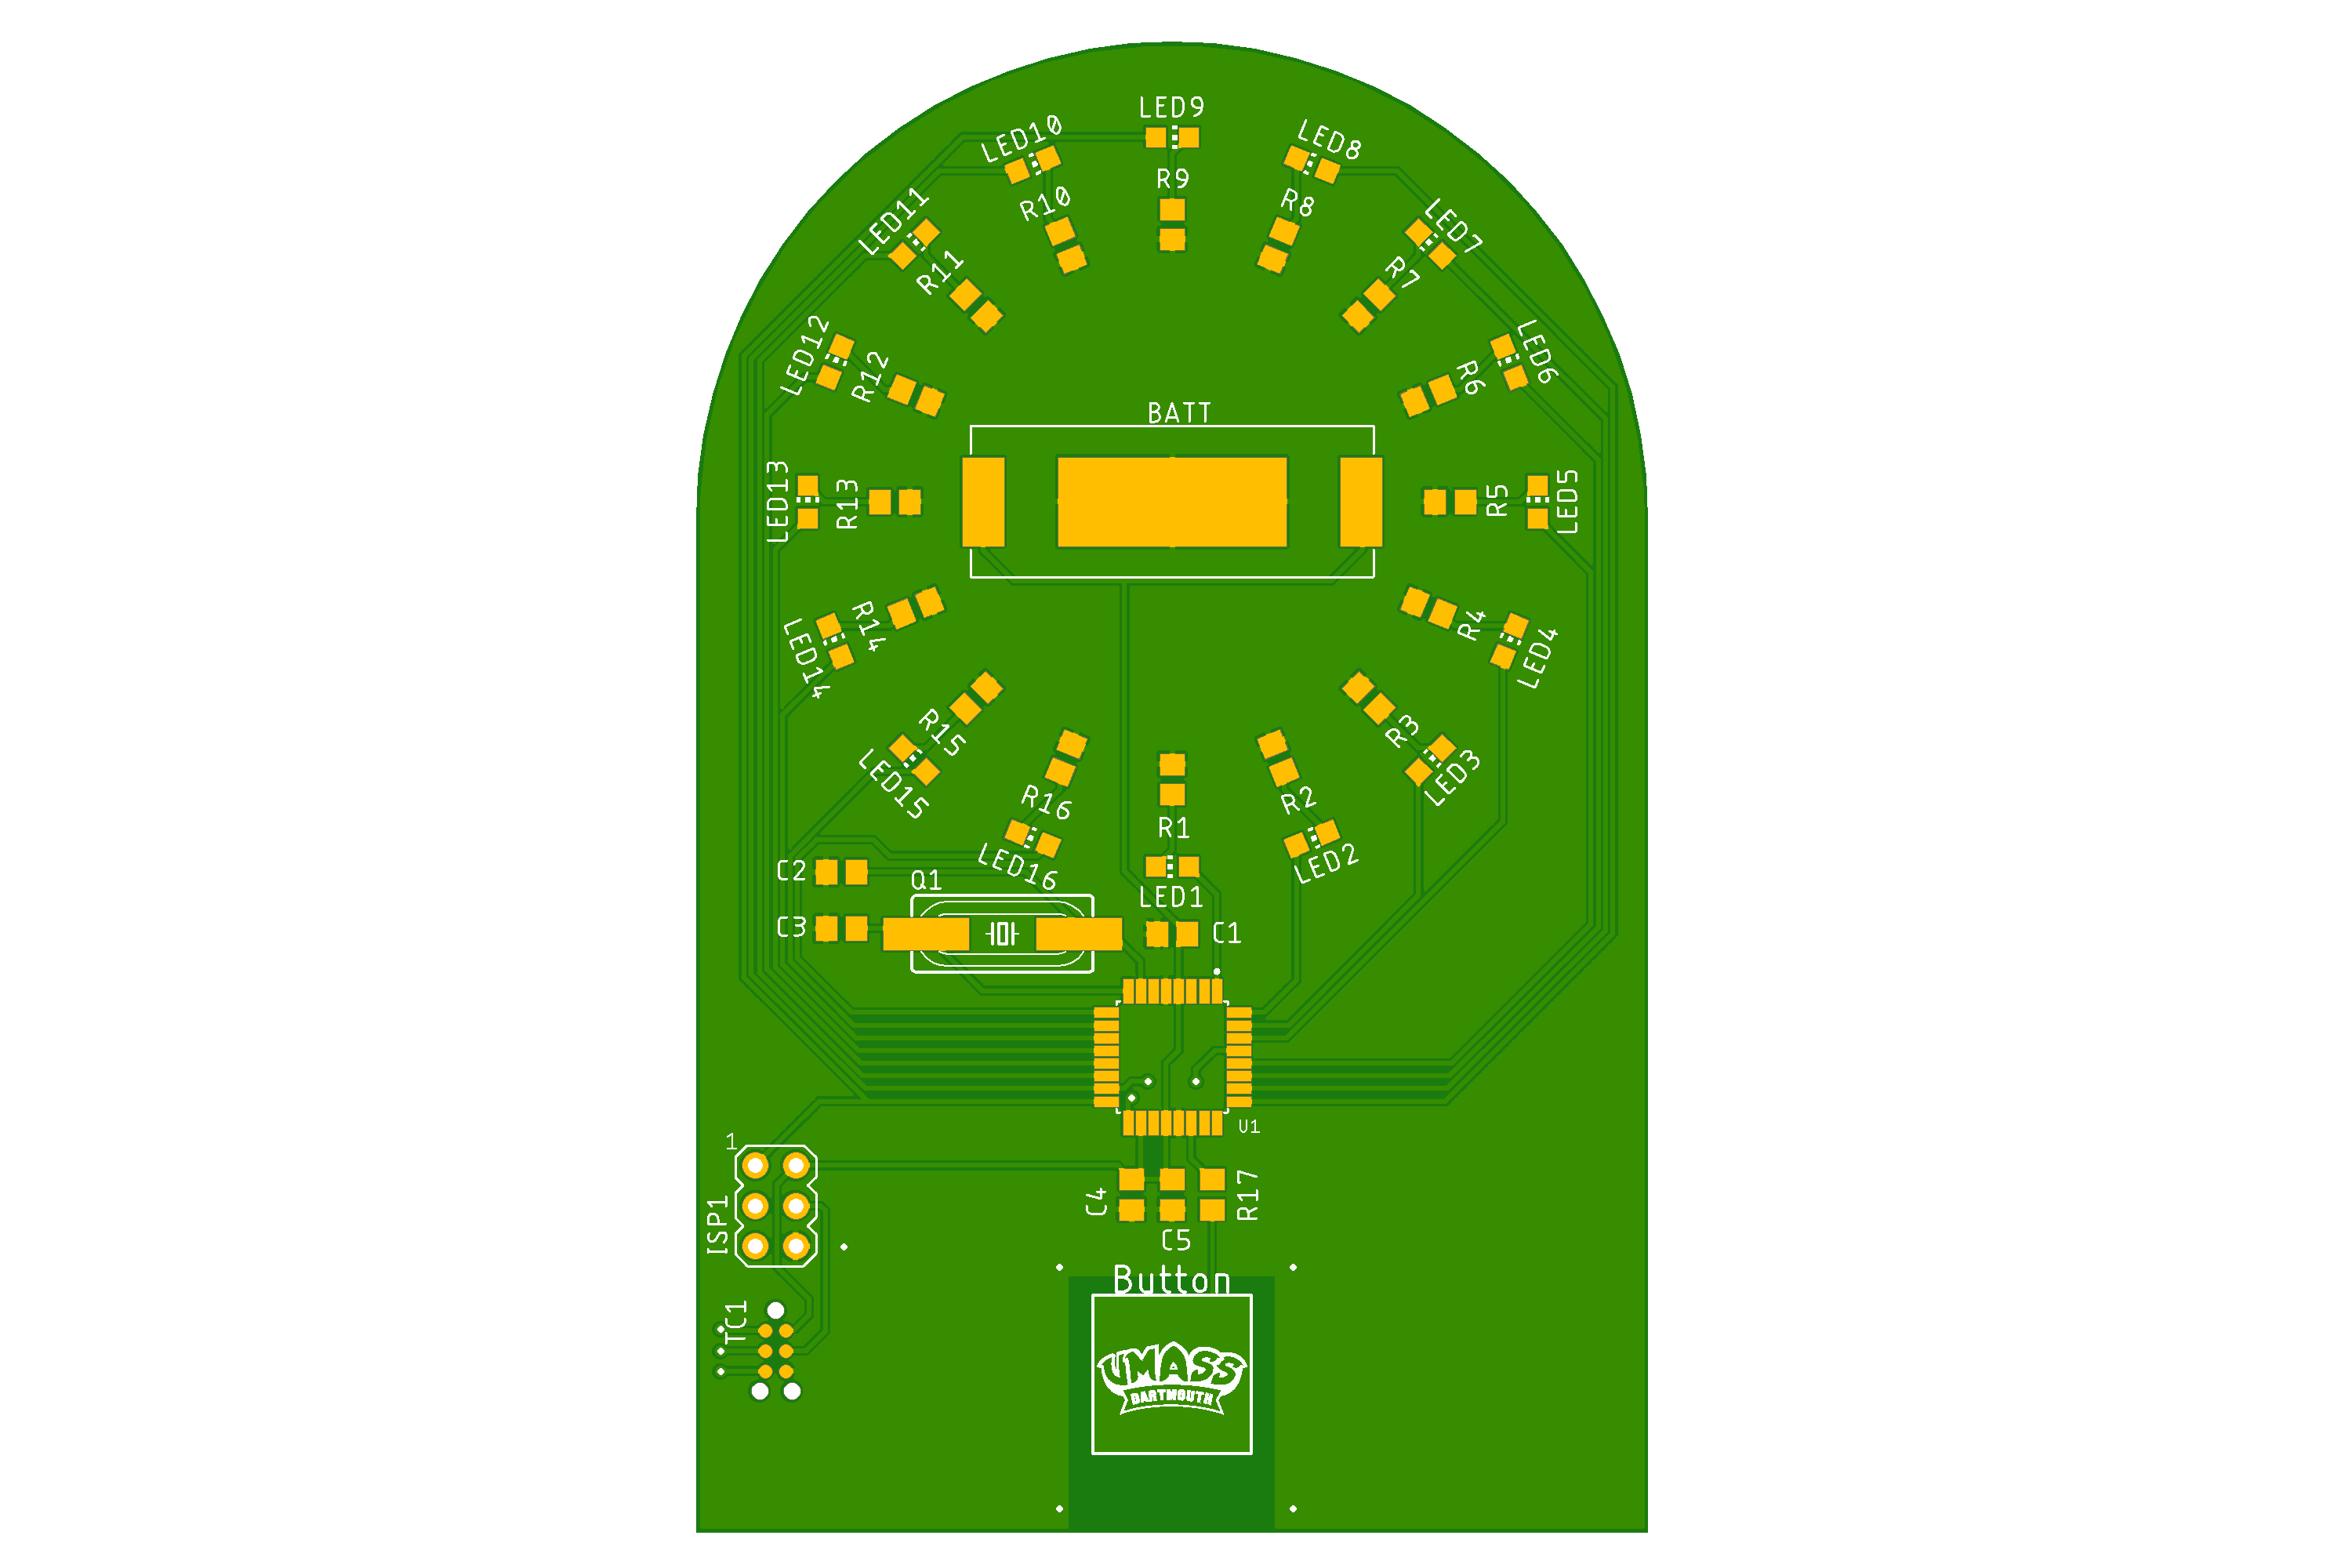 LED9
LED10
LED8
R9
R10
R8
LED11
LED7
R11
R7
LED12
LED6
R12
R6
BATT
LED13
R13
R5
LED5
LED14
R14
R4
LED4
R15
R3
LED15
LED3
R16
R2
R1
LED16
LED2
C2
Q1
LED1
C3
C1
U1
1
ISP1
C4
R17
C5
Button
TC1
UMASS
DARTMOUTH